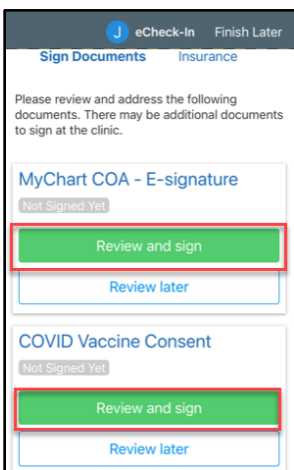 J eCheck-In Finish Later
Sign Documents Insurance
Please review and address the following
documents. There may be additional documents
to sign at the clinic.
MyChart COA - E-signature
Not Signed Yet
Review and sign
Review later
COVID Vaccine Consent
Not Signed Yet
Review and sign
Review later